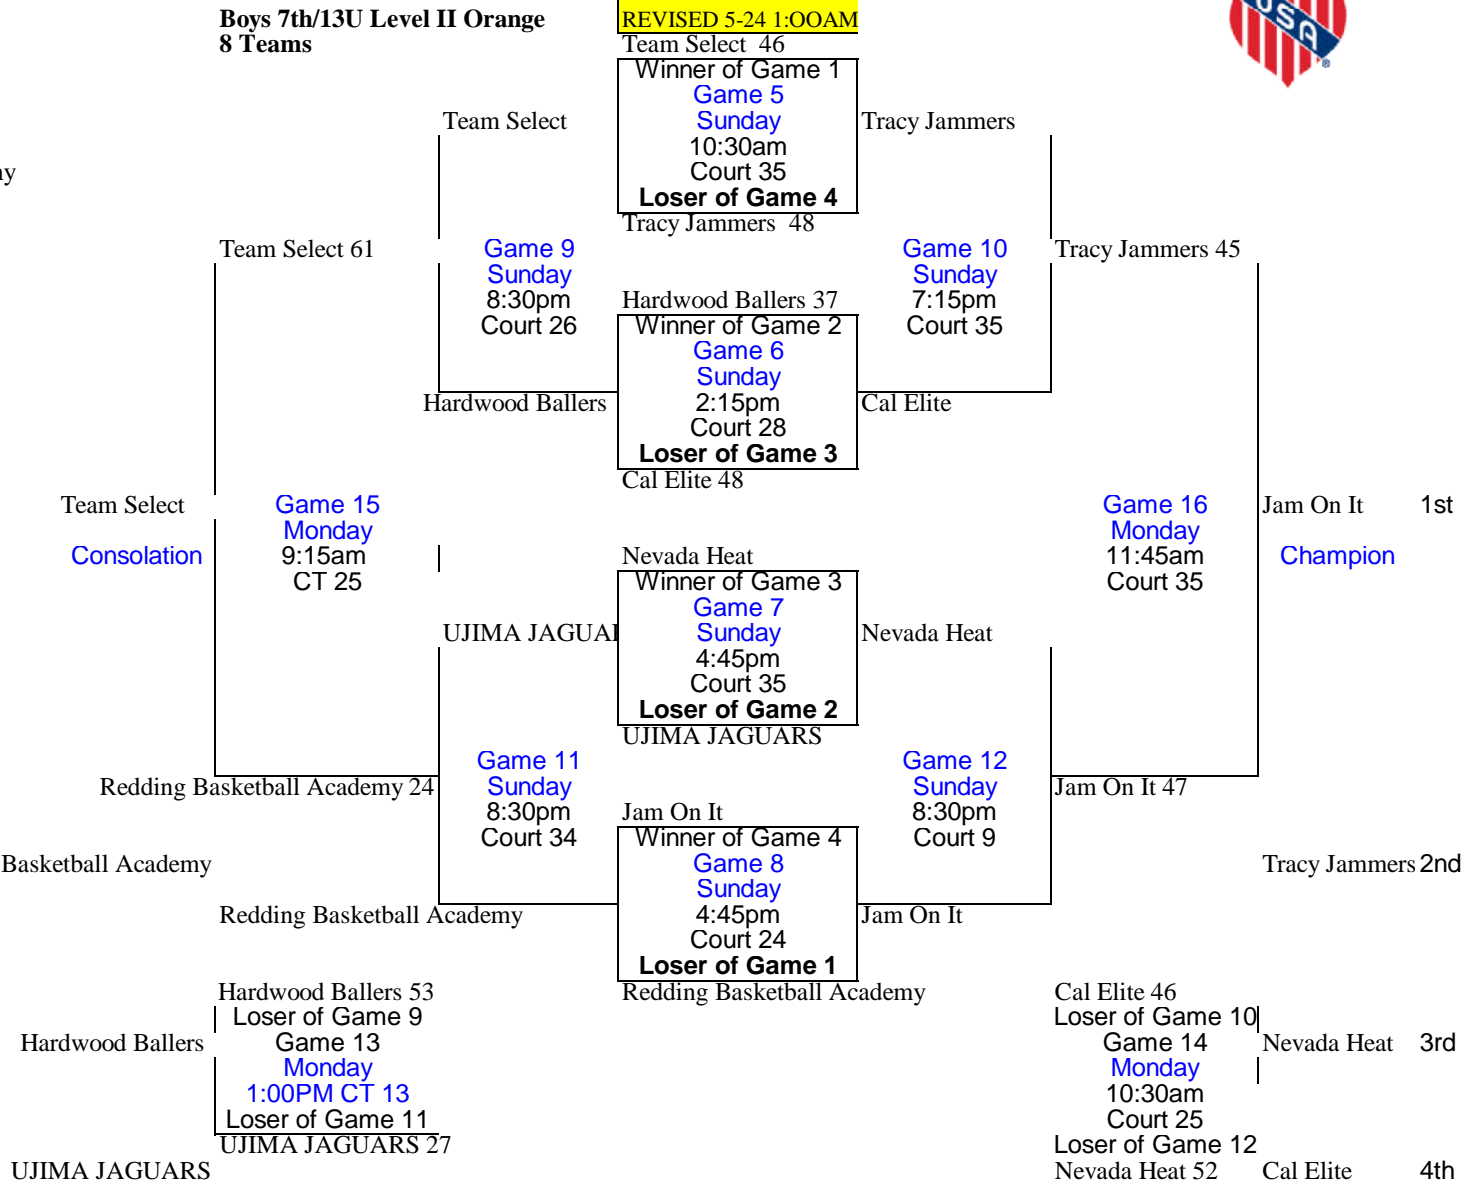 Boys 7th/13U Level II Orange
8 Teams
REVISED 5-24 1:OOAM
USA
®
Team Select 46
Winner of Game 1
Game 5
Sunday
10:30am
Court 35
Loser of Game 4
Tracy Jammers 48
Team Select
Tracy Jammers
ny
Team Select 61
Game 9
Sunday
8:30pm
Court 26
Game 10
Sunday
7:15pm
Court 35
Tracy Jammers 45
Hardwood Ballers 37
Winner of Game 2
Game 6
Sunday
2:15pm
Court 28
Loser of Game 3
Cal Elite 48
Hardwood Ballers
Cal Elite
Team Select
Consolation
Game 15
Monday
9:15am
CT 25
Game 16
Monday
11:45am
Court 35
Jam On It 1st
Champion
Nevada Heat
Winner of Game 3
Game 7
Sunday
4:45pm
Court 35
Loser of Game 2
UJIMA JAGUARS
UJIMA JAGUAR
Nevada Heat
Redding Basketball Academy 24
Game 11
Sunday
8:30pm
Court 34
Game 12
Sunday
8:30pm
Court 9
Jam On It 47
Jam On It
Winner of Game 4
Game 8
Sunday
4:45pm
Court 24
Loser of Game 1
Redding Basketball Academy
Basketball Academy
Redding Basketball Academy
Jam On It
Tracy Jammers 2nd
Hardwood Ballers 53
Loser of Game 9
Game 13
Monday
1:00PM CT 13
Loser of Game 11
UJIMA JAGUARS 27
Hardwood Ballers
UJIMA JAGUARS
Cal Elite 46
Loser of Game 10
Game 14
Monday
10:30am
Court 25
Loser of Game 12
Nevada Heat 52
Nevada Heat 3rd
Cal Elite 4th